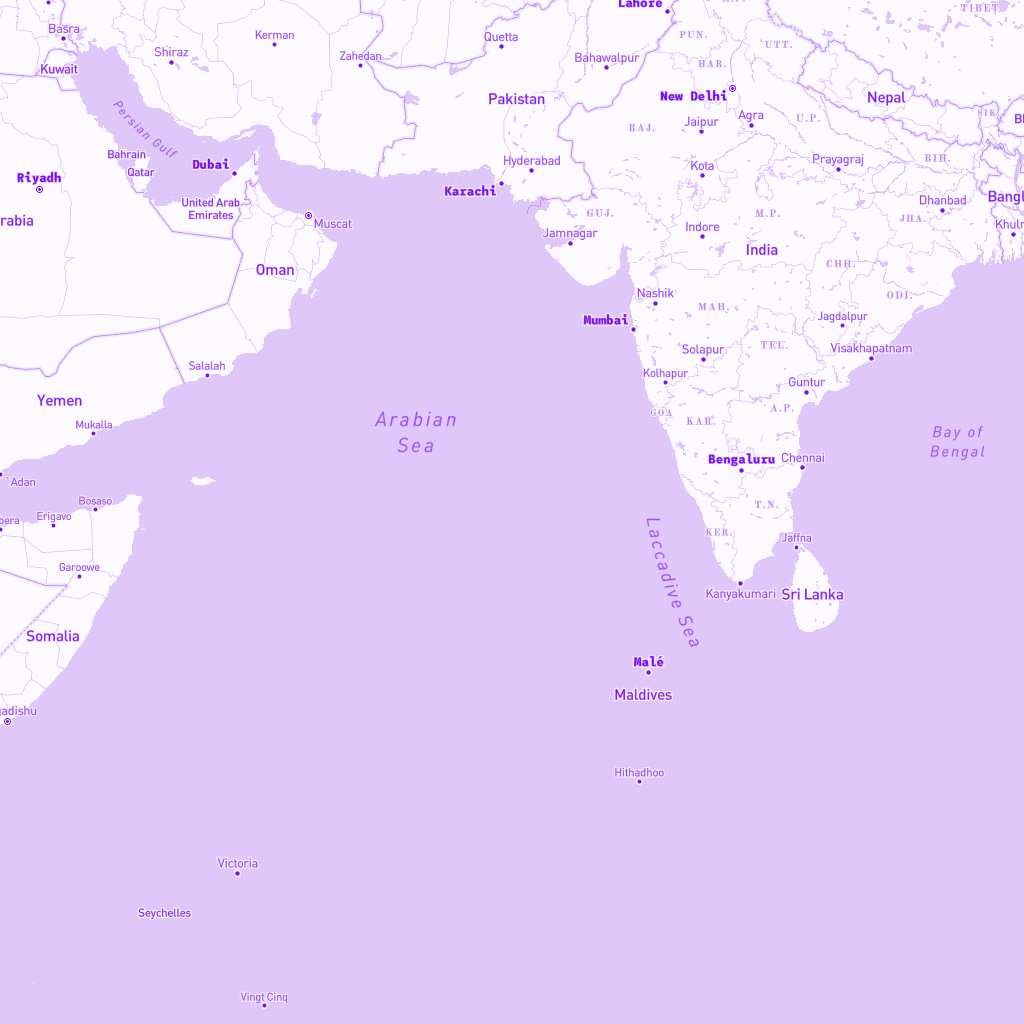 Lahore
TIBET
Basra
Kerman
Quetta
PUN.
UTT.
Shiraz
Zahedan
Bahawalpur
HAR.
Kuwait
New Delhi
Pakistan
Nepal
Persian Gulf
SIK
Jaipur
Agra
RAJ.
U.P.
Bh
Bahrain
Qatar
Dubai
Hyderabad
Kota
Prayagraj
BIH.
Riyadh
Karachi
United Arab
Emirates
Dhanbad
Bangl
rabia
Muscat
GUJ.
M.P.
JHA.
Jamnagar
Indore
Khuln
India
Oman
CHH.
Nashik
ODI.
MAH.
Mumbai
Jagdalpur
TEL.
Solapur
Visakhapatnam
Salalah
Kolhapur
Guntur
Yemen
GOA
A.P.
Mukalla
Arabian
Sea
KAR.
Bay of
Bengal
Bengaluru
Chennai
Adan
Bosaso
T.N.
Erigavo
bera
KER.
Jaffna
Laccadive Sea
Garoowe
Kanyakumari
Sri Lanka
Somalia
Malé
Maldives
gadishu
Hithadhoo
Victoria
Seychelles
Vingt Cinq